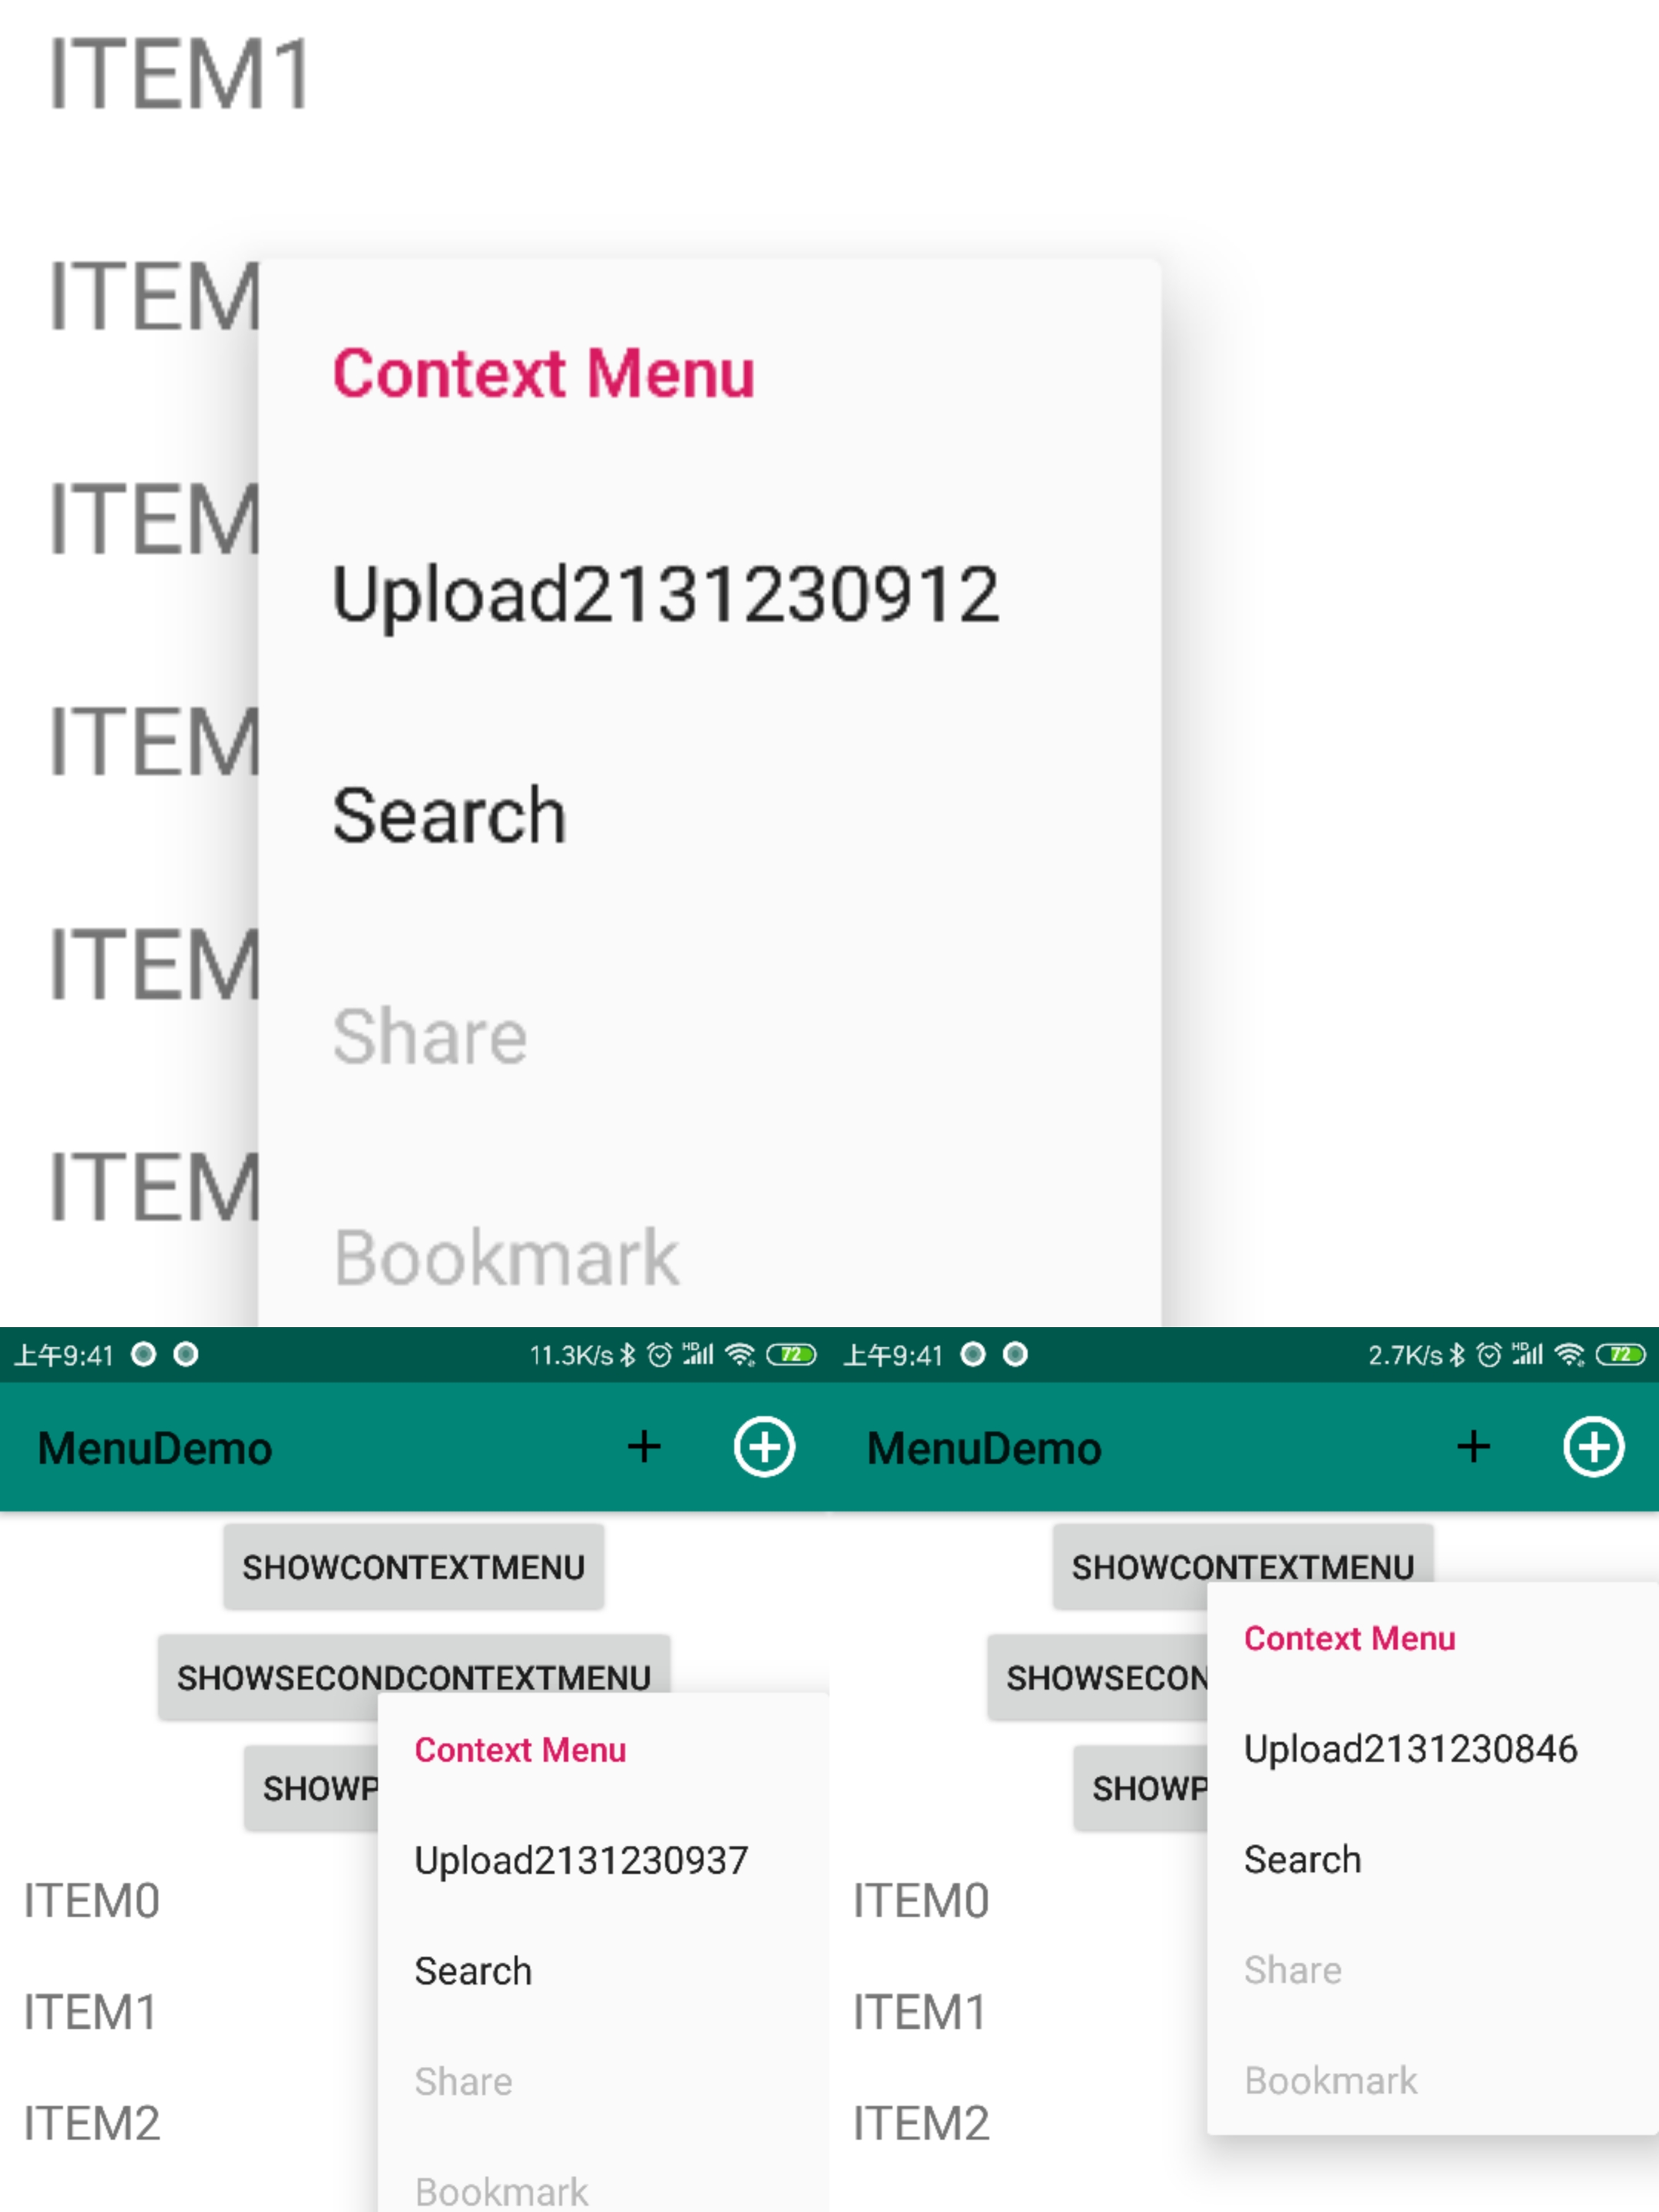 ITEM1
ITEM
Context Menu
ITEM
Upload2131230912
ITEM
Search
ITEM
Share
ITEM
Bookmark
上午9:41 11.3K/s HD 72
MenuDemo
SHOWCONTEXTMENU
SHOWSECONDCONTEXTMENU
SHOWP
Context Menu
Upload2131230937
Search
Share
Bookmark
ITEM0
ITEM1
ITEM2
上午9:41 2.7K/s HD 72
MenuDemo
SHOWCONTEXTMENU
SHOWSECON
SHOWP
Context Menu
Upload2131230846
Search
Share
Bookmark
ITEM0
ITEM1
ITEM2